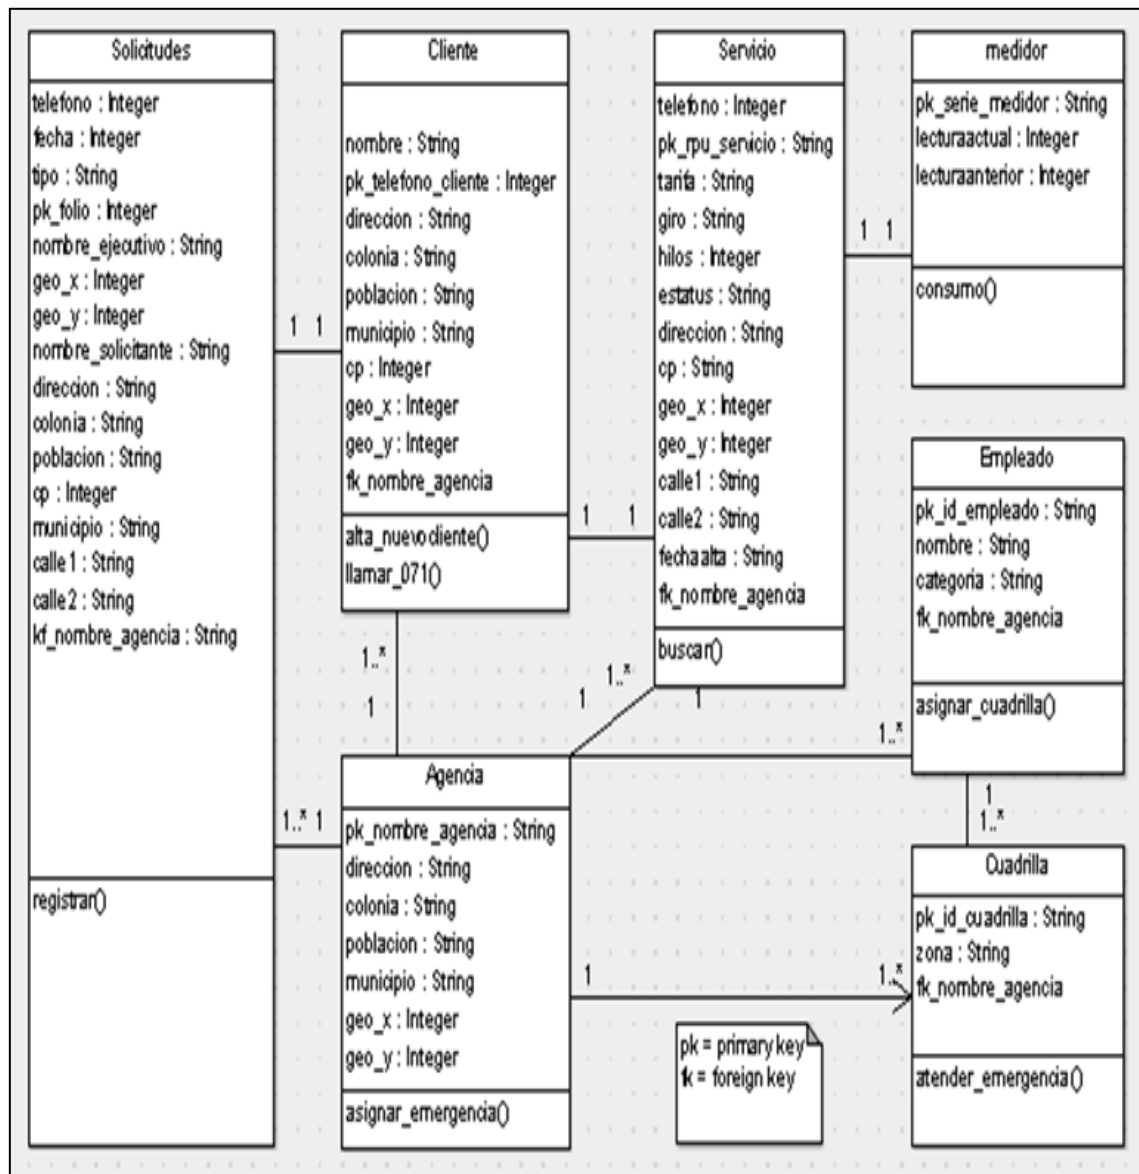 Solicitudes
telefono : Integer
fecha : Integer
tipo : String
pk_folio : Integer
nombre_ejecutivo : String
geo_x : Integer
geo_y : Integer
nombre_solicitante : String
direccion : String
colonia : String
poblacion : String
cp : Integer
municipio : String
calle1 : String
calle2 : String
kf_nombre_agencia : String
registrar()
1 1
Cliente
nombre : String
pk_telefono_cliente : Integer
direccion : String
colonia : String
poblacion : String
municipio : String
cp : Integer
geo_x : Integer
geo_y : Integer
fk_nombre_agencia
alta_nuevocliente()
llamar_071()
1 1
Servicio
telefono : Integer
pk_rpu_servicio : String
tarifa : String
giro : String
hilos : Integer
estatus : String
direccion : String
cp : String
geo_x : Integer
geo_y : Integer
calle1 : String
calle2 : String
fechaalta : String
fk_nombre_agencia
buscar()
1 1
medidor
pk_serie_medidor : String
lecturaactual : Integer
lecturaanterior : Integer
consumo()
Empleado
pk_id_empleado : String
nombre : String
categoria : String
fk_nombre_agencia
asignar_cuadrilla()
1..*
1
1..*
1
1
1..*
1
1..*
1..* 1
Agencia
pk_nombre_agencia : String
direccion : String
colonia : String
poblacion : String
municipio : String
geo_x : Integer
geo_y : Integer
asignar_emergencia()
1 1..*
pk = primary key
fk = foreign key
Cuadrilla
pk_id_cuadrilla : String
zona : String
fk_nombre_agencia
atender_emergencia()